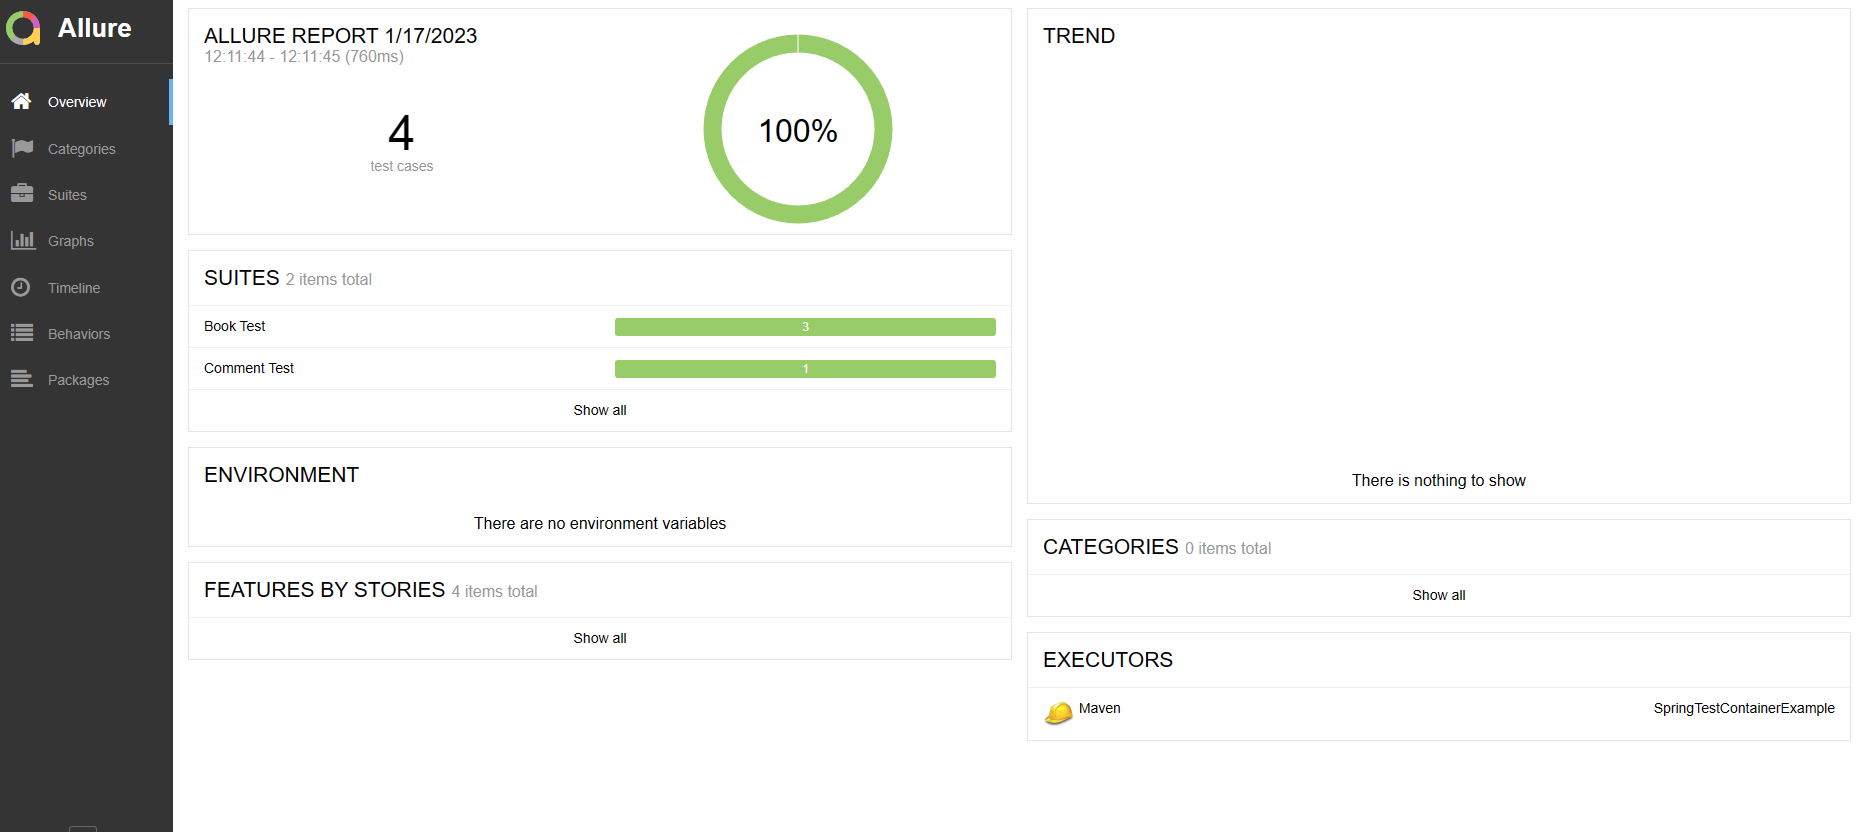 Allure
Overview
Categories
Suites
Graphs
Timeline
Behaviors
Packages
ALLURE REPORT 1/17/2023
12:11:44 - 12:11:45 (760ms)
4
test cases
100%
SUITES 2 items total
Book Test 3
Comment Test 1
Show all
ENVIRONMENT
There are no environment variables
FEATURES BY STORIES 4 items total
Show all
TREND
There is nothing to show
CATEGORIES 0 items total
Show all
EXECUTORS
Maven SpringTestContainerExample